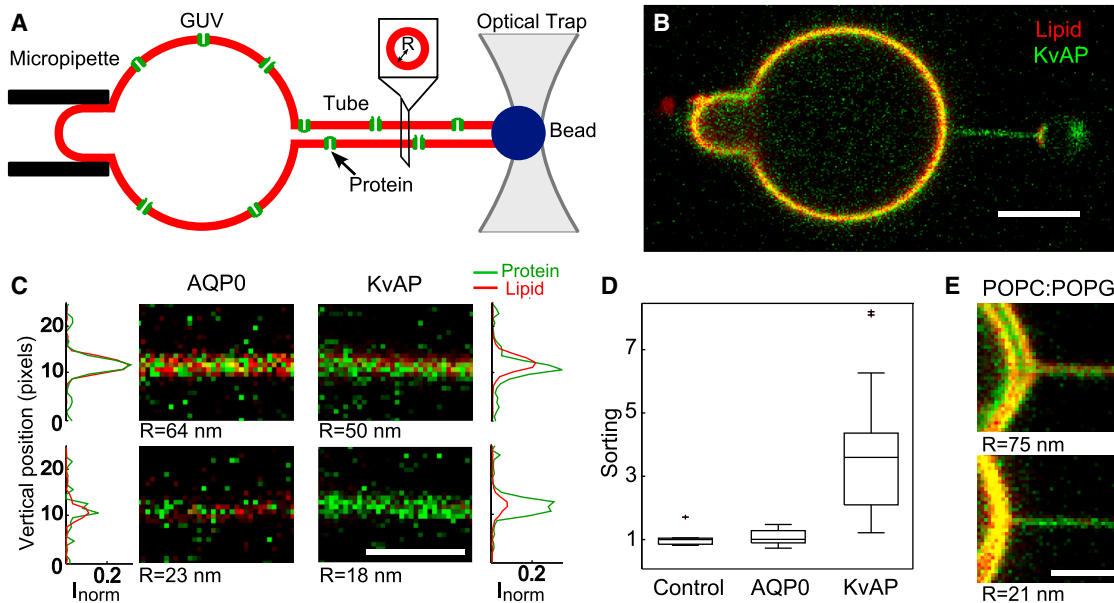 A
GUV
Optical Trap
Micropipette
R
Tube
Bead
Protein
B
Lipid
KvAP
C
AQP0
KvAP
Protein
Lipid
Vertical position (pixels)
20
10
0
R=64 nm
R=50 nm
20
10
0
0.2
I norm
R=23 nm
R=18 nm
0.2
I norm
D
Sorting
7
5
3
1
Control
AQP0
KvAP
E
POPC:POPG
R=75 nm
R=21 nm